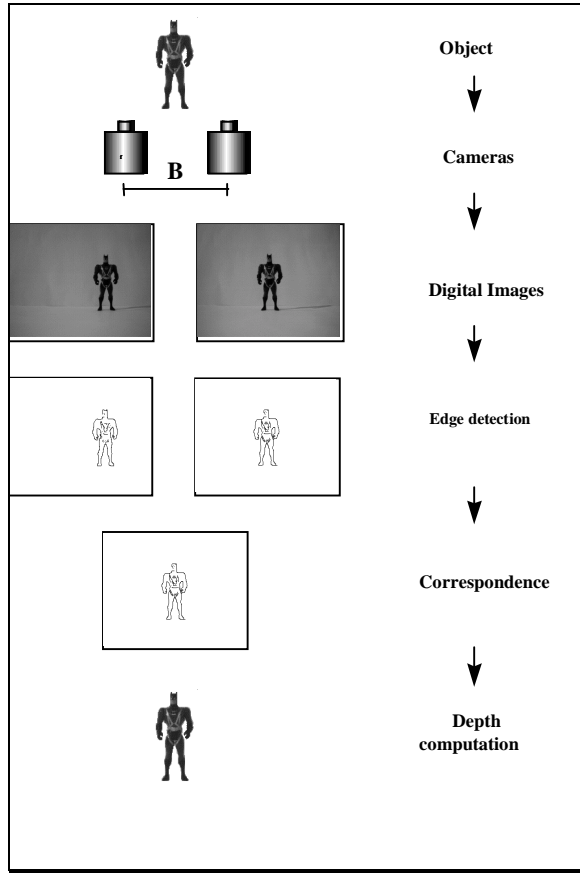 Object
Cameras
B
Digital Images
Edge detection
Correspondence
Depth
computation